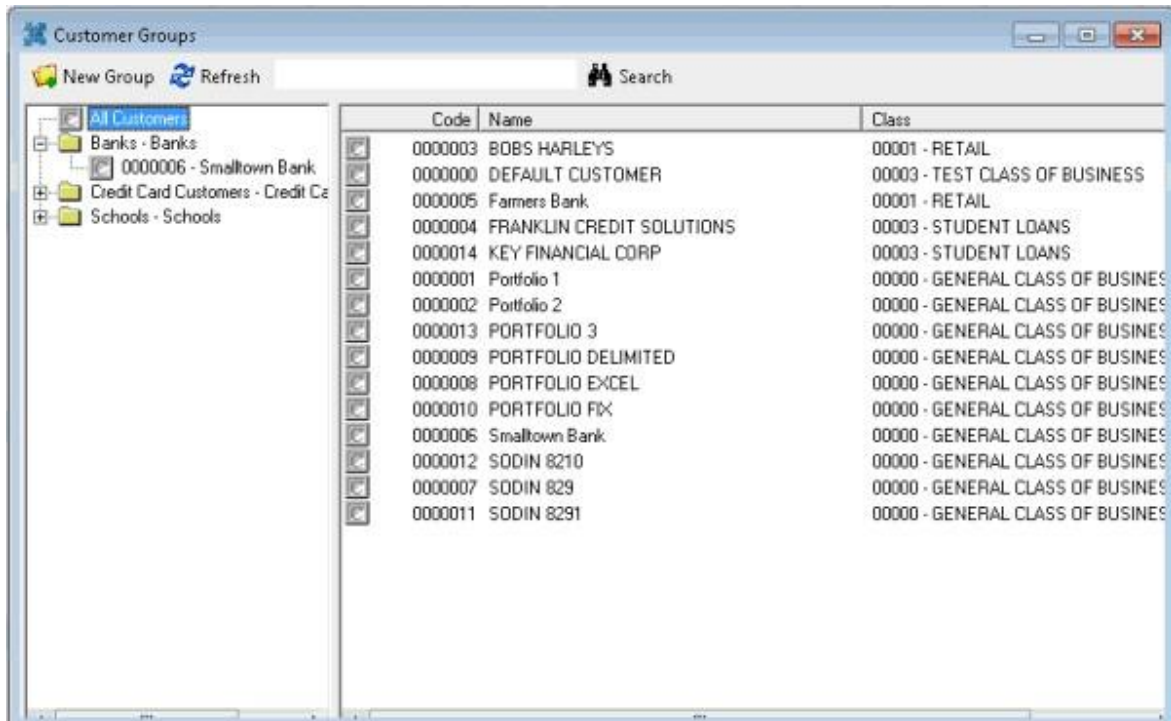 Customer Groups
New Group Refresh Search
All Customers
Banks - Banks
0000006 - Smalltown Bank
Credit Card Customers - Credit Ca
Schools - Schools
Code Name Class
0000003 BOBS HARLEYS 00001 - RETAIL
0000000 DEFAULT CUSTOMER 00003 - TEST CLASS OF BUSINESS
0000005 Farmers Bank 00001 - RETAIL
0000004 FRANKLIN CREDIT SOLUTIONS 00003 - STUDENT LOANS
0000014 KEY FINANCIAL CORP 00003 - STUDENT LOANS
0000001 Portfolio 1 00000 - GENERAL CLASS OF BUSINES
0000002 Portfolio 2 00000 - GENERAL CLASS OF BUSINES
0000013 PORTFOLIO 3 00000 - GENERAL CLASS OF BUSINES
0000009 PORTFOLIO DELIMITED 00000 - GENERAL CLASS OF BUSINES
0000008 PORTFOLIO EXCEL 00000 - GENERAL CLASS OF BUSINES
0000010 PORTFOLIO FIX 00000 - GENERAL CLASS OF BUSINES
0000006 Smalltown Bank 00000 - GENERAL CLASS OF BUSINES
0000012 SODIN 8210 00000 - GENERAL CLASS OF BUSINES
0000007 SODIN 829 00000 - GENERAL CLASS OF BUSINES
0000011 SODIN 8291 00000 - GENERAL CLASS OF BUSINES